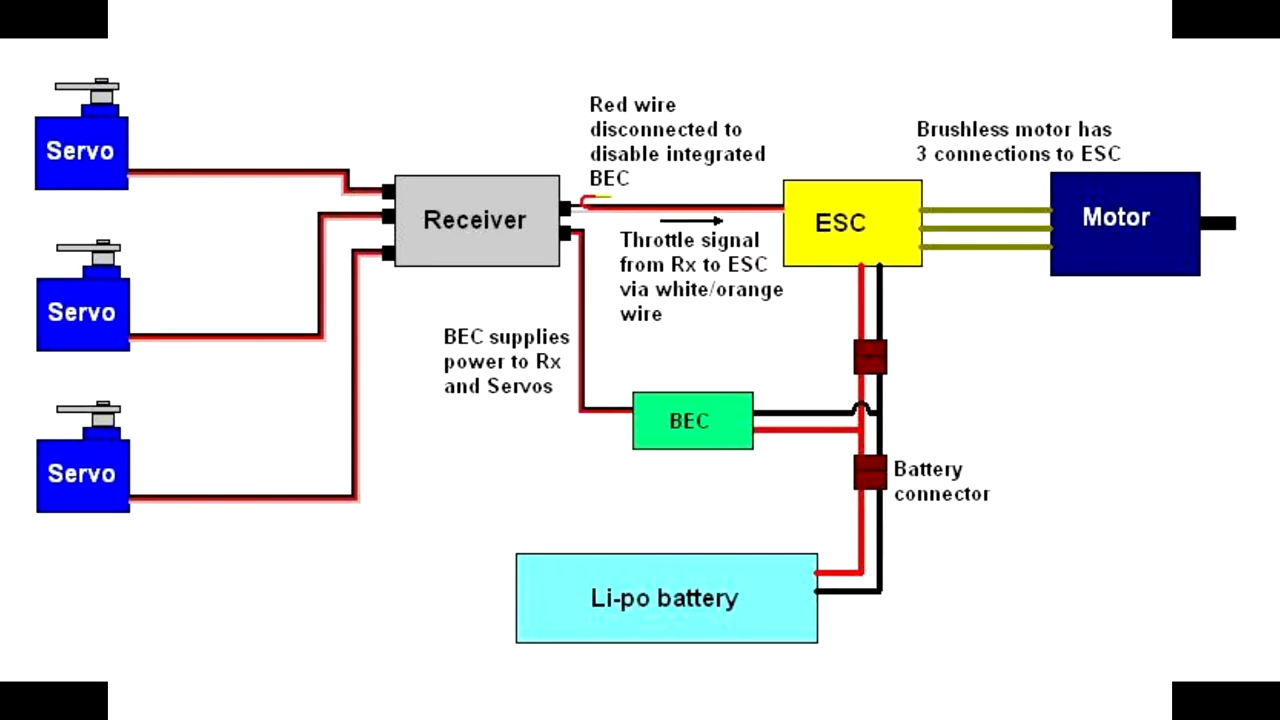 Servo
Servo
Servo
Receiver
Red wire
disconnected to
disable integrated
BEC
Throttle signal
from Rx to ESC
via white/orange
wire
ESC
Brushless motor has
3 connections to ESC
Motor
BEC supplies
power to Rx
and Servos
BEC
Battery
connector
Li-po battery